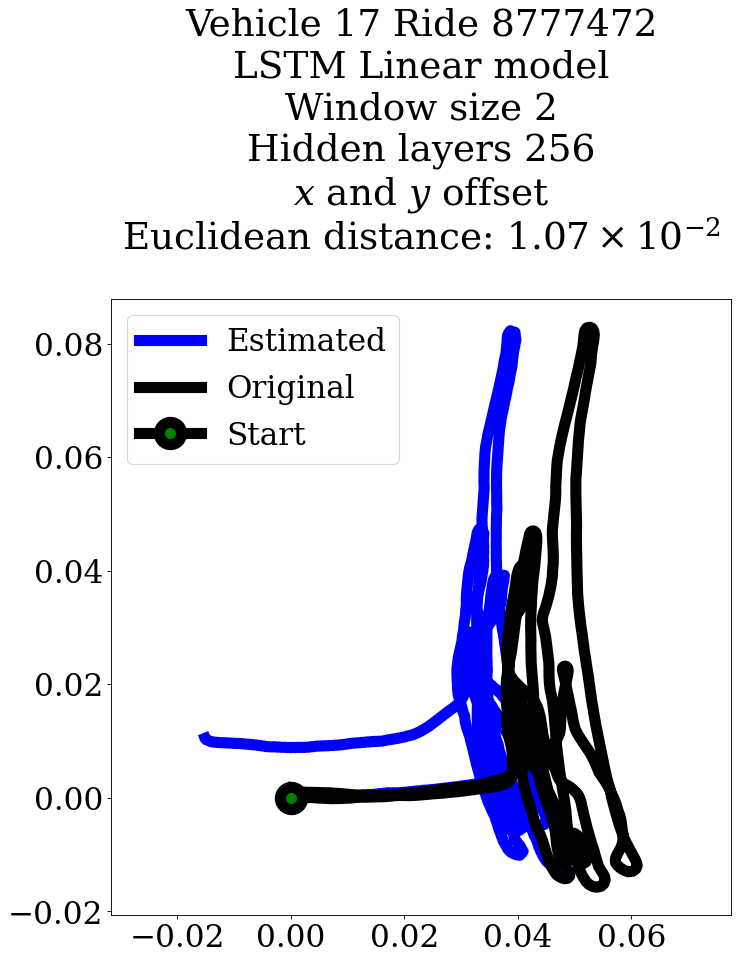 Vehicle 17 Ride 8777472
LSTM Linear model
Window size 2
Hidden layers 256
x and y offset
Euclidean distance: 1.07 × 10⁻²
Estimated
Original
Start
0.08
0.06
0.04
0.02
0.00
−0.02
−0.02 0.00 0.02 0.04 0.06